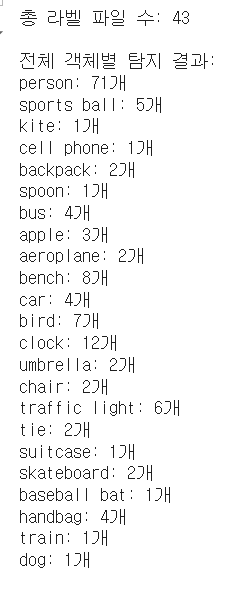 총 라벨 파일 수: 43
전체 객체별 탐지 결과:
person: 71개
sports ball: 5개
kite: 1개
cell phone: 1개
backpack: 2개
spoon: 1개
bus: 4개
apple: 3개
aeroplane: 2개
bench: 8개
car: 4개
bird: 7개
clock: 12개
umbrella: 2개
chair: 2개
traffic light: 6개
tie: 2개
suitcase: 1개
skateboard: 2개
baseball bat: 1개
handbag: 4개
train: 1개
dog: 1개